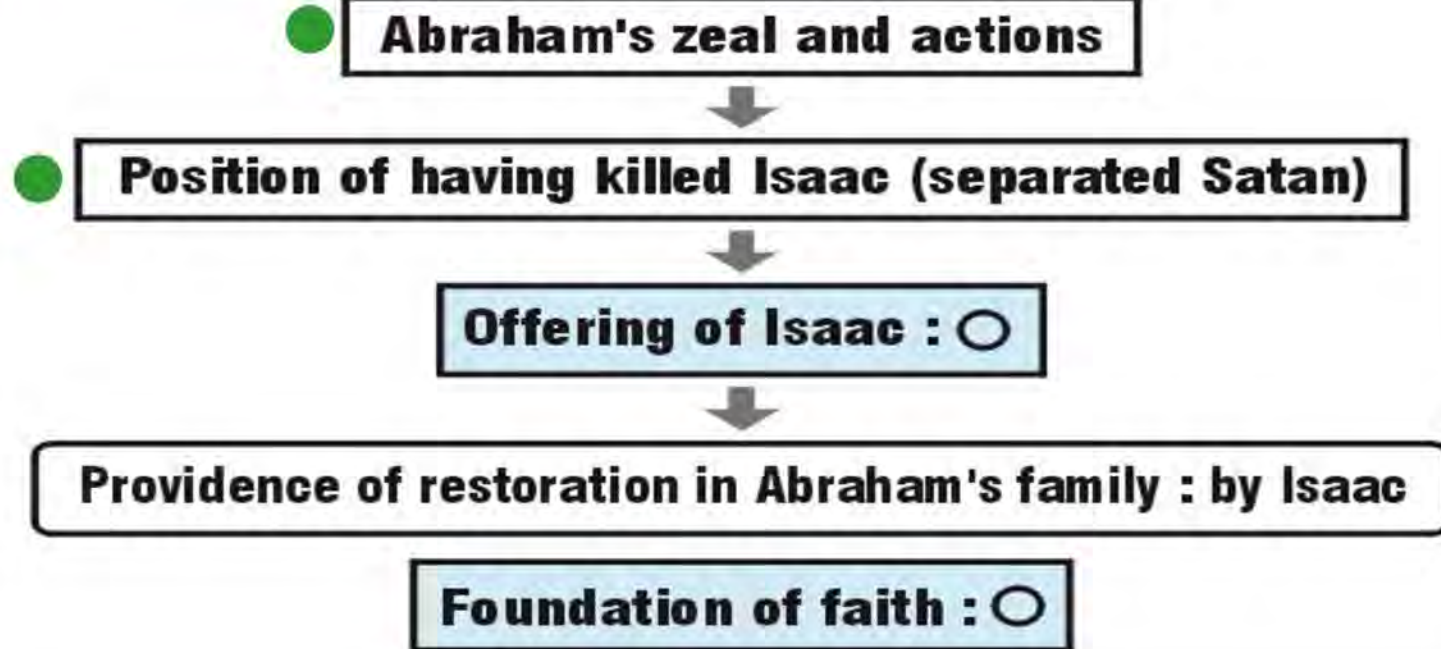 Abraham's zeal and actions
Position of having killed Isaac (separated Satan)
Offering of Isaac : ○
Providence of restoration in Abraham's family : by Isaac
Foundation of faith : ○